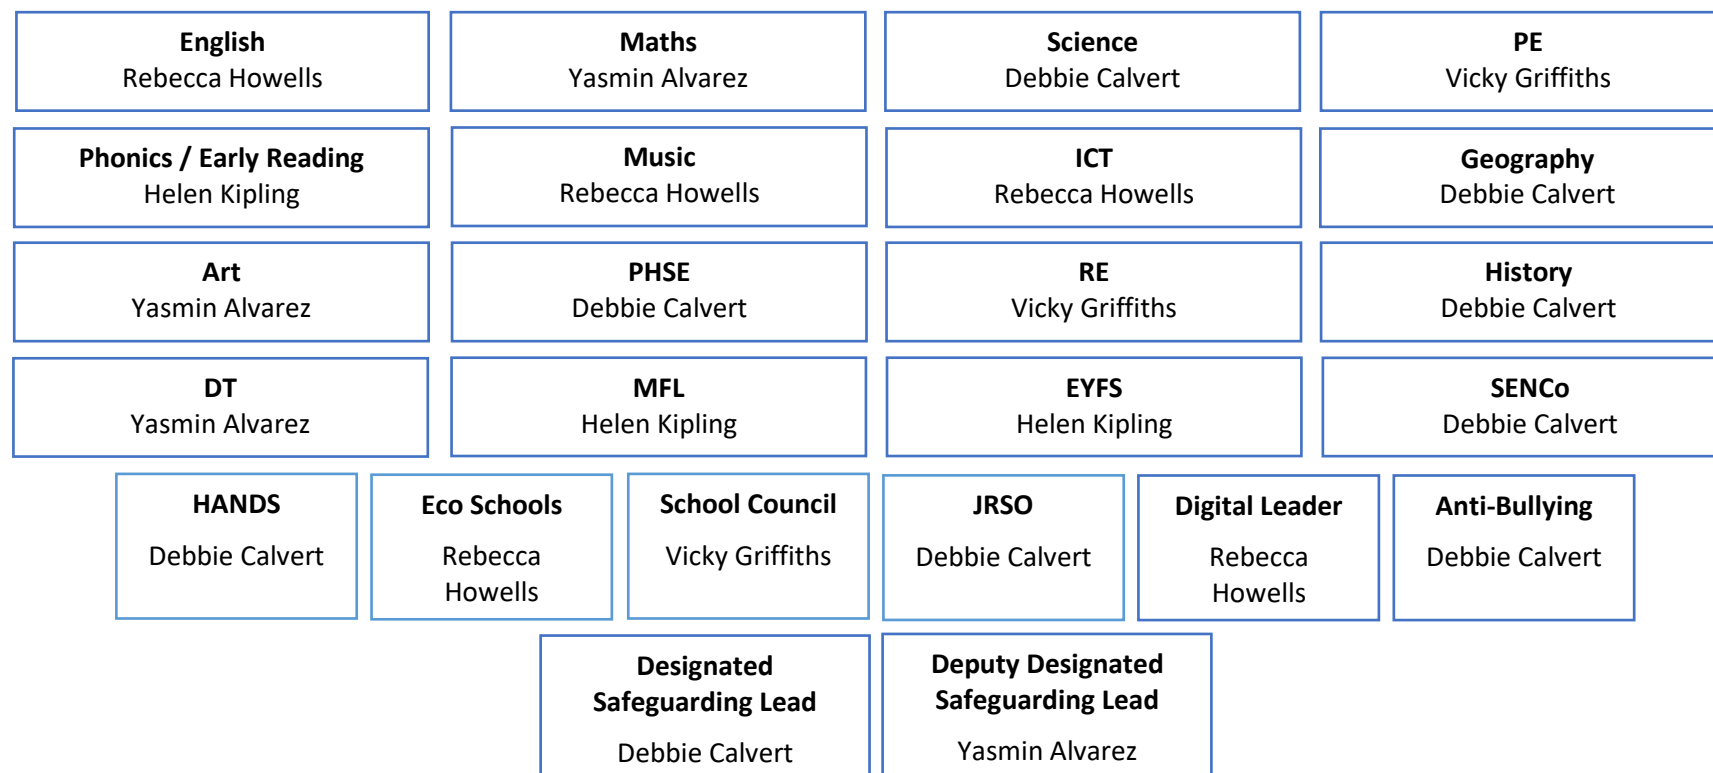 English
Rebecca Howells
Maths
Yasmin Alvarez
Science
Debbie Calvert
PE
Vicky Griffiths
Phonics / Early Reading
Helen Kipling
Music
Rebecca Howells
ICT
Rebecca Howells
Geography
Debbie Calvert
Art
Yasmin Alvarez
PHSE
Debbie Calvert
RE
Vicky Griffiths
History
Debbie Calvert
DT
Yasmin Alvarez
MFL
Helen Kipling
EYFS
Helen Kipling
SENCo
Debbie Calvert
HANDS
Debbie Calvert
Eco Schools
Rebecca
Howells
School Council
Vicky Griffiths
JRSO
Debbie Calvert
Digital Leader
Rebecca
Howells
Anti-Bullying
Debbie Calvert
Designated
Safeguarding Lead
Debbie Calvert
Deputy Designated
Safeguarding Lead
Yasmin Alvarez